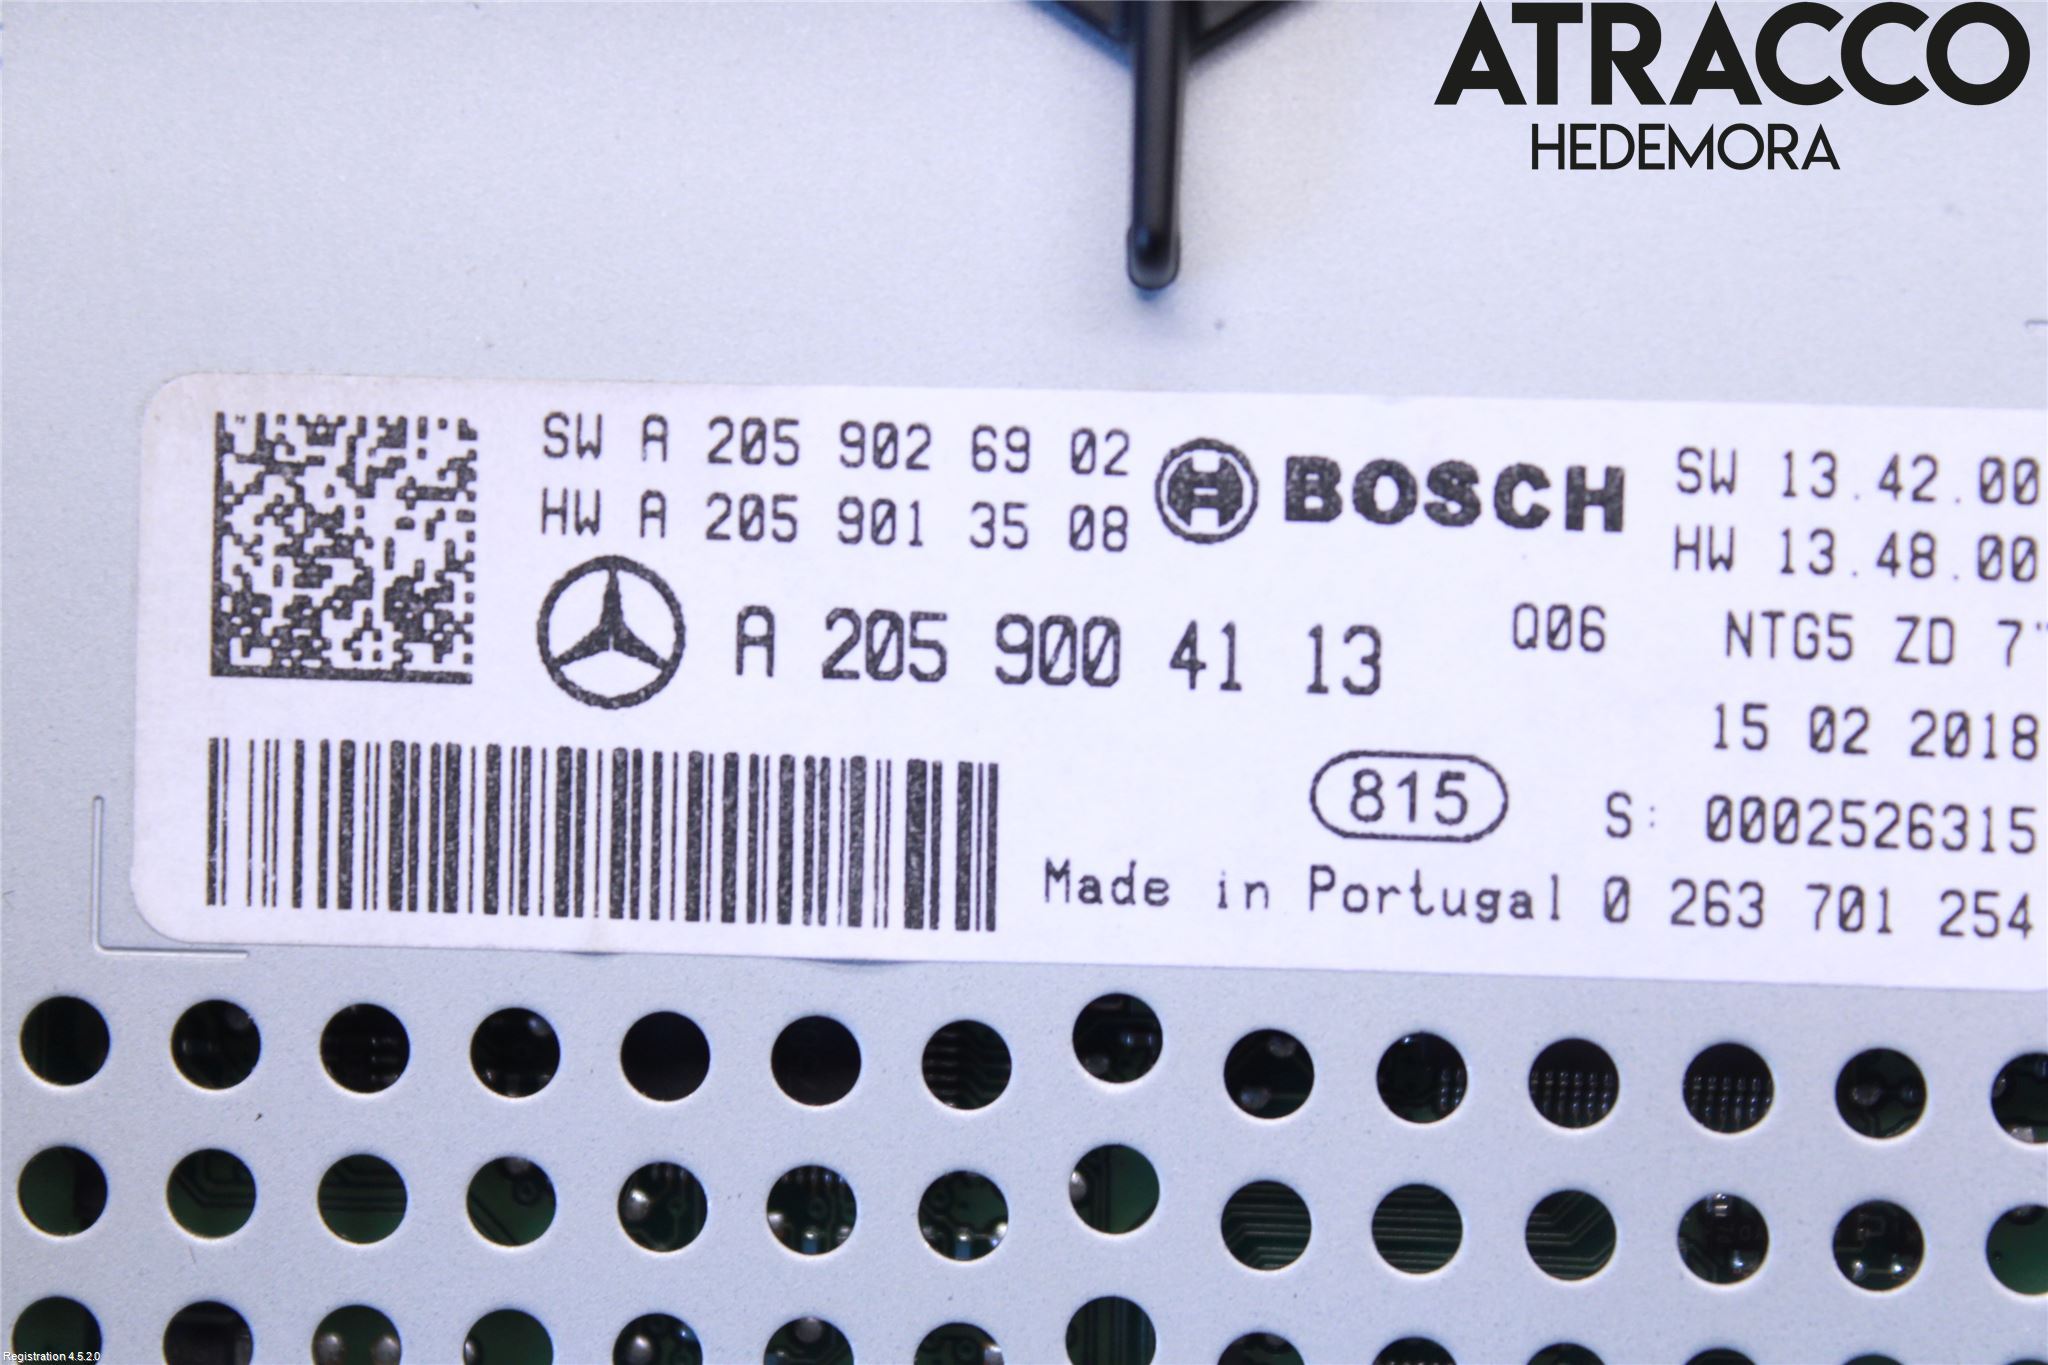 ATRACCO
HEDEMORA
SW A 205 902 69 02
HW A 205 901 35 08
BOSCH
SW 13.42.00
HW 13.48.00
A 205 900 41 13
Q06 NTG5 ZD 7"
15 02 2018
815
S: 0002526315
Made in Portugal 0 263 701 254
Registration 4.5.2.0